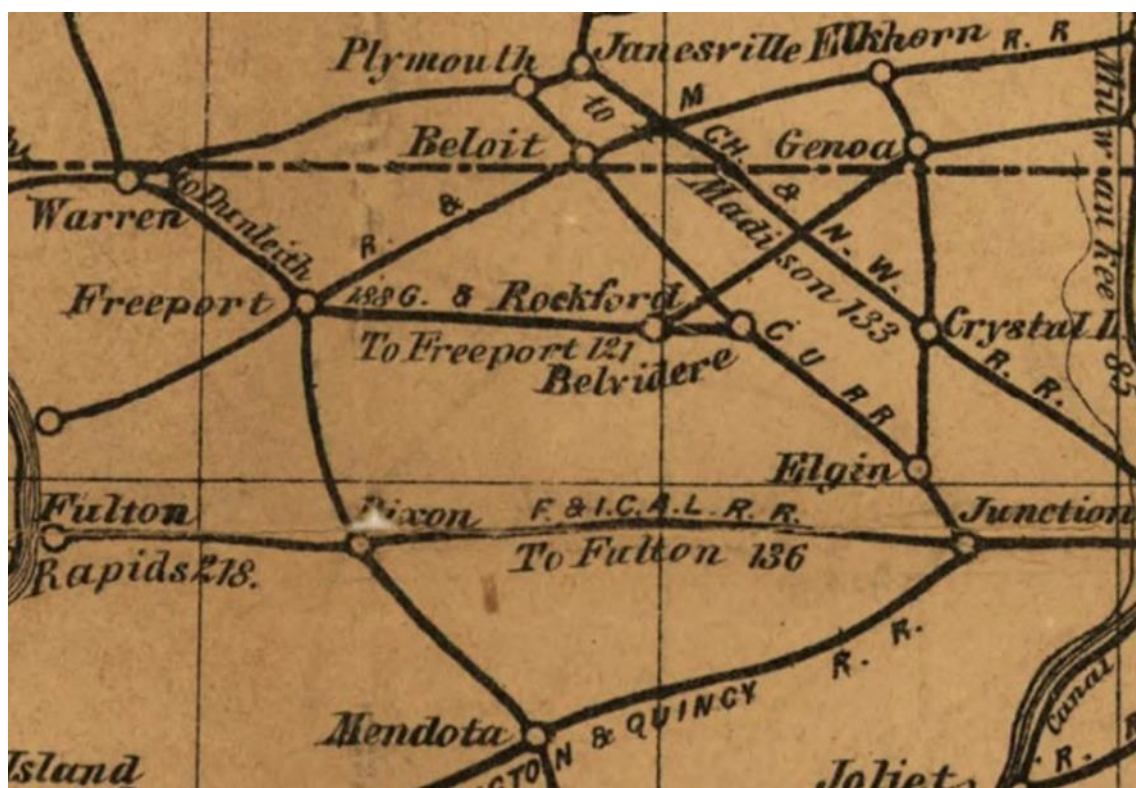 Plymouth
Janesville
Elkhorn
R. R
to
M
CH. & N. W.
R. R.
Beloit
Genoa
Milwaukee 85
Warren
to Dunleith
R &
Madison 133
Freeport
G. & Rockford
To Freeport 121
Belvidere
Crystal L
C U RR
Elgin
Fulton
Dixon
F. & I. C. A. L. R. R.
Junction
Rapids 218.
To Fulton 136
R. R.
Mendota
N & QUINCY
Canal
Island
Joliet
R.